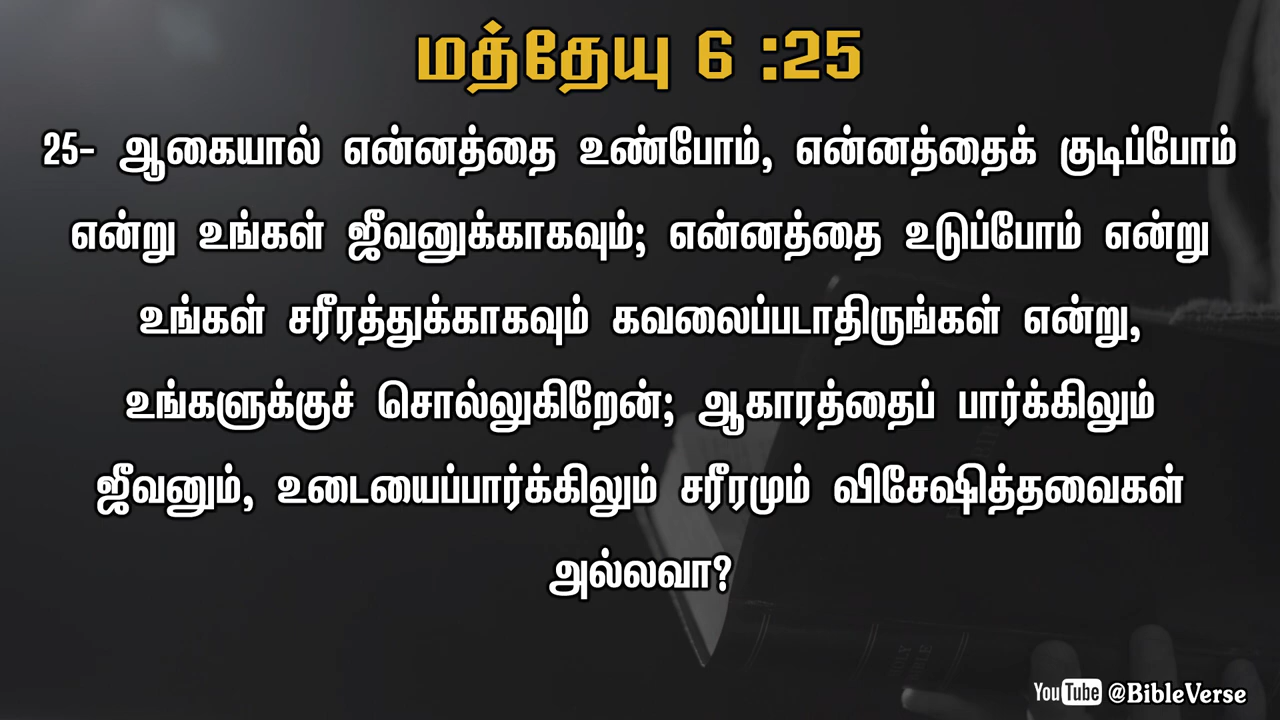 மத்தேயு 6 :25
25- ஆகையால் என்னத்தை உண்போம், என்னத்தைக் குடிப்போம்
என்று உங்கள் ஜீவனுக்காகவும்; என்னத்தை உடுப்போம் என்று
உங்கள் சரீரத்துக்காகவும் கவலைப்படாதிருங்கள் என்று,
உங்களுக்குச் சொல்லுகிறேன்; ஆகாரத்தைப் பார்க்கிலும்
ஜீவனும், உடையைப்பார்க்கிலும் சரீரமும் விசேஷித்தவைகள்
அல்லவா?
HOLY
BIBLE
YouTube @BibleVerse